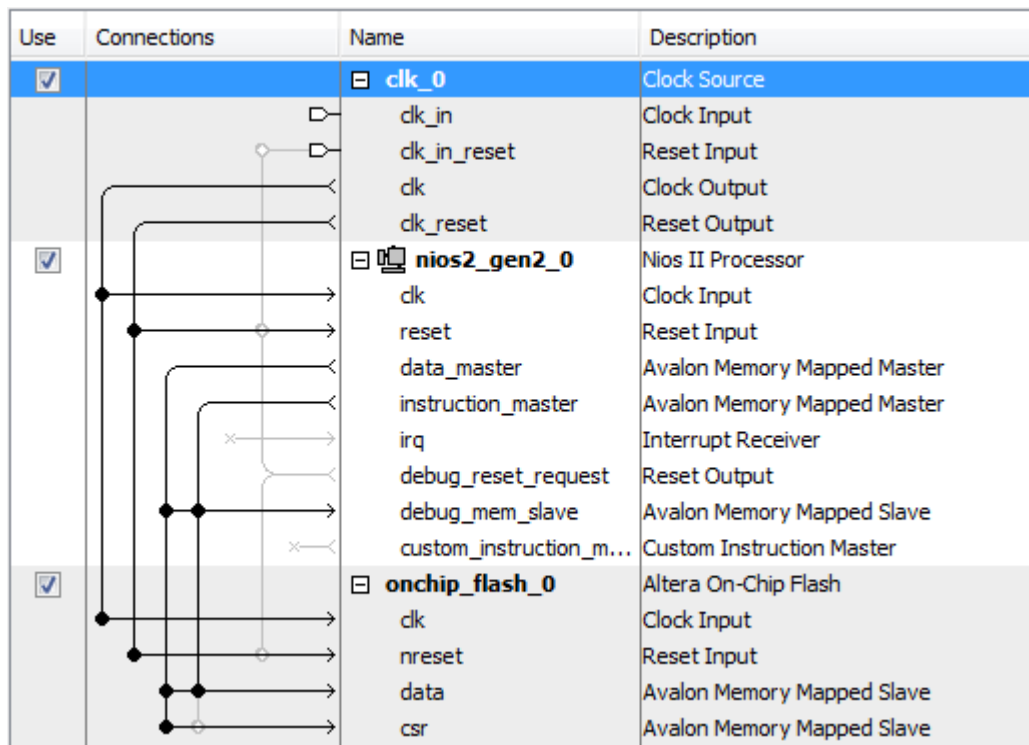 Use Connections Name Description
clk_0 Clock Source
clk_in Clock Input
clk_in_reset Reset Input
clk Clock Output
clk_reset Reset Output
nios2_gen2_0 Nios II Processor
clk Clock Input
reset Reset Input
data_master Avalon Memory Mapped Master
instruction_master Avalon Memory Mapped Master
irq Interrupt Receiver
debug_reset_request Reset Output
debug_mem_slave Avalon Memory Mapped Slave
custom_instruction_m... Custom Instruction Master
onchip_flash_0 Altera On-Chip Flash
clk Clock Input
nreset Reset Input
data Avalon Memory Mapped Slave
csr Avalon Memory Mapped Slave